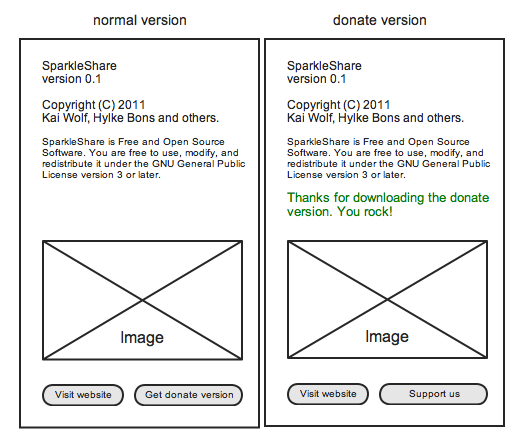 normal version
SparkleShare
version 0.1
Copyright (C) 2011
Kai Wolf, Hylke Bons and others.
SparkleShare is Free and Open Source
Software. You are free to use, modify, and
redistribute it under the GNU General Public
License version 3 or later.
Image
Visit website
Get donate version
donate version
SparkleShare
version 0.1
Copyright (C) 2011
Kai Wolf, Hylke Bons and others.
SparkleShare is Free and Open Source
Software. You are free to use, modify, and
redistribute it under the GNU General Public
License version 3 or later.
Thanks for downloading the donate
version. You rock!
Image
Visit website
Support us